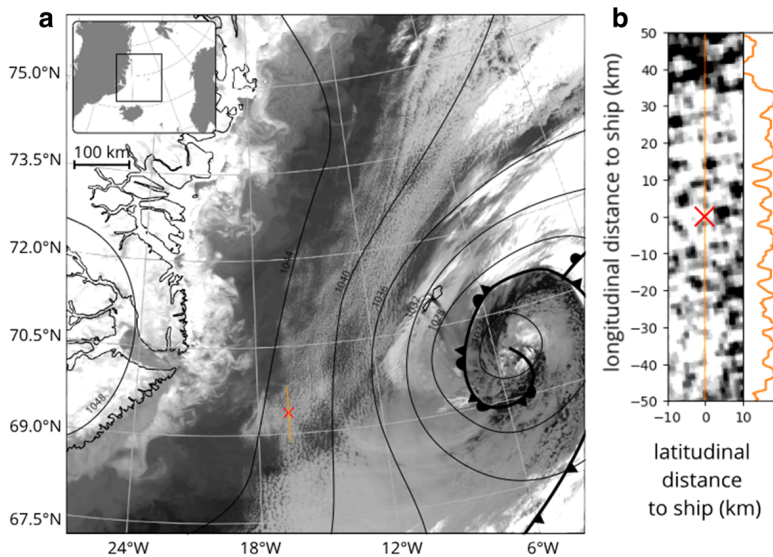 a
75.0°N
73.5°N
72.0°N
70.5°N
69.0°N
67.5°N
100 km
1044
1040
1036
1032
1028
1048
24°W
18°W
12°W
6°W
b
longitudinal distance to ship (km)
50
40
30
20
10
0
−10
−20
−30
−40
−50
−10
0
10
latitudinal
distance
to ship (km)